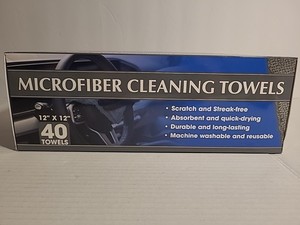 MICROFIBER CLEANING TOWELS
12" X 12"
40
TOWELS
• Scratch and Streak-free
• Absorbent and quick-drying
• Durable and long-lasting
• Machine washable and reusable